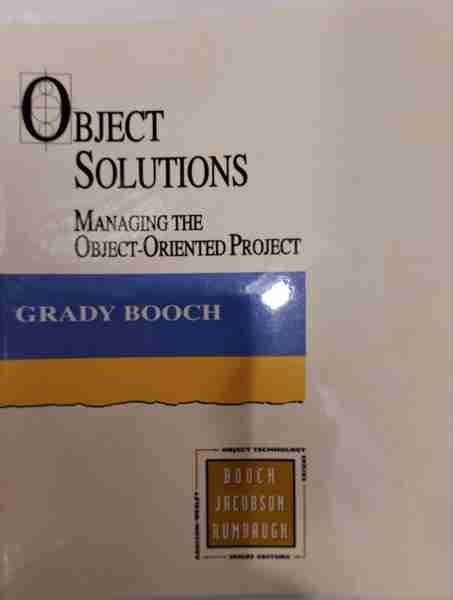 OBJECT
SOLUTIONS
MANAGING THE
OBJECT-ORIENTED PROJECT
GRADY BOOCH
OBJECT TECHNOLOGY
SERIES
BOOCH
JACOBSON
RUMBAUGH
ADDISON-WESLEY
SERIES EDITORS